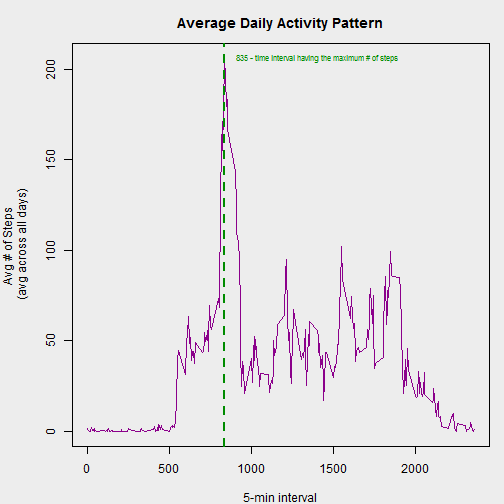 Average Daily Activity Pattern
835 - time interval having the maximum # of steps
Avg # of Steps
(avg across all days)
200
150
100
50
0
0 500 1000 1500 2000
5-min interval